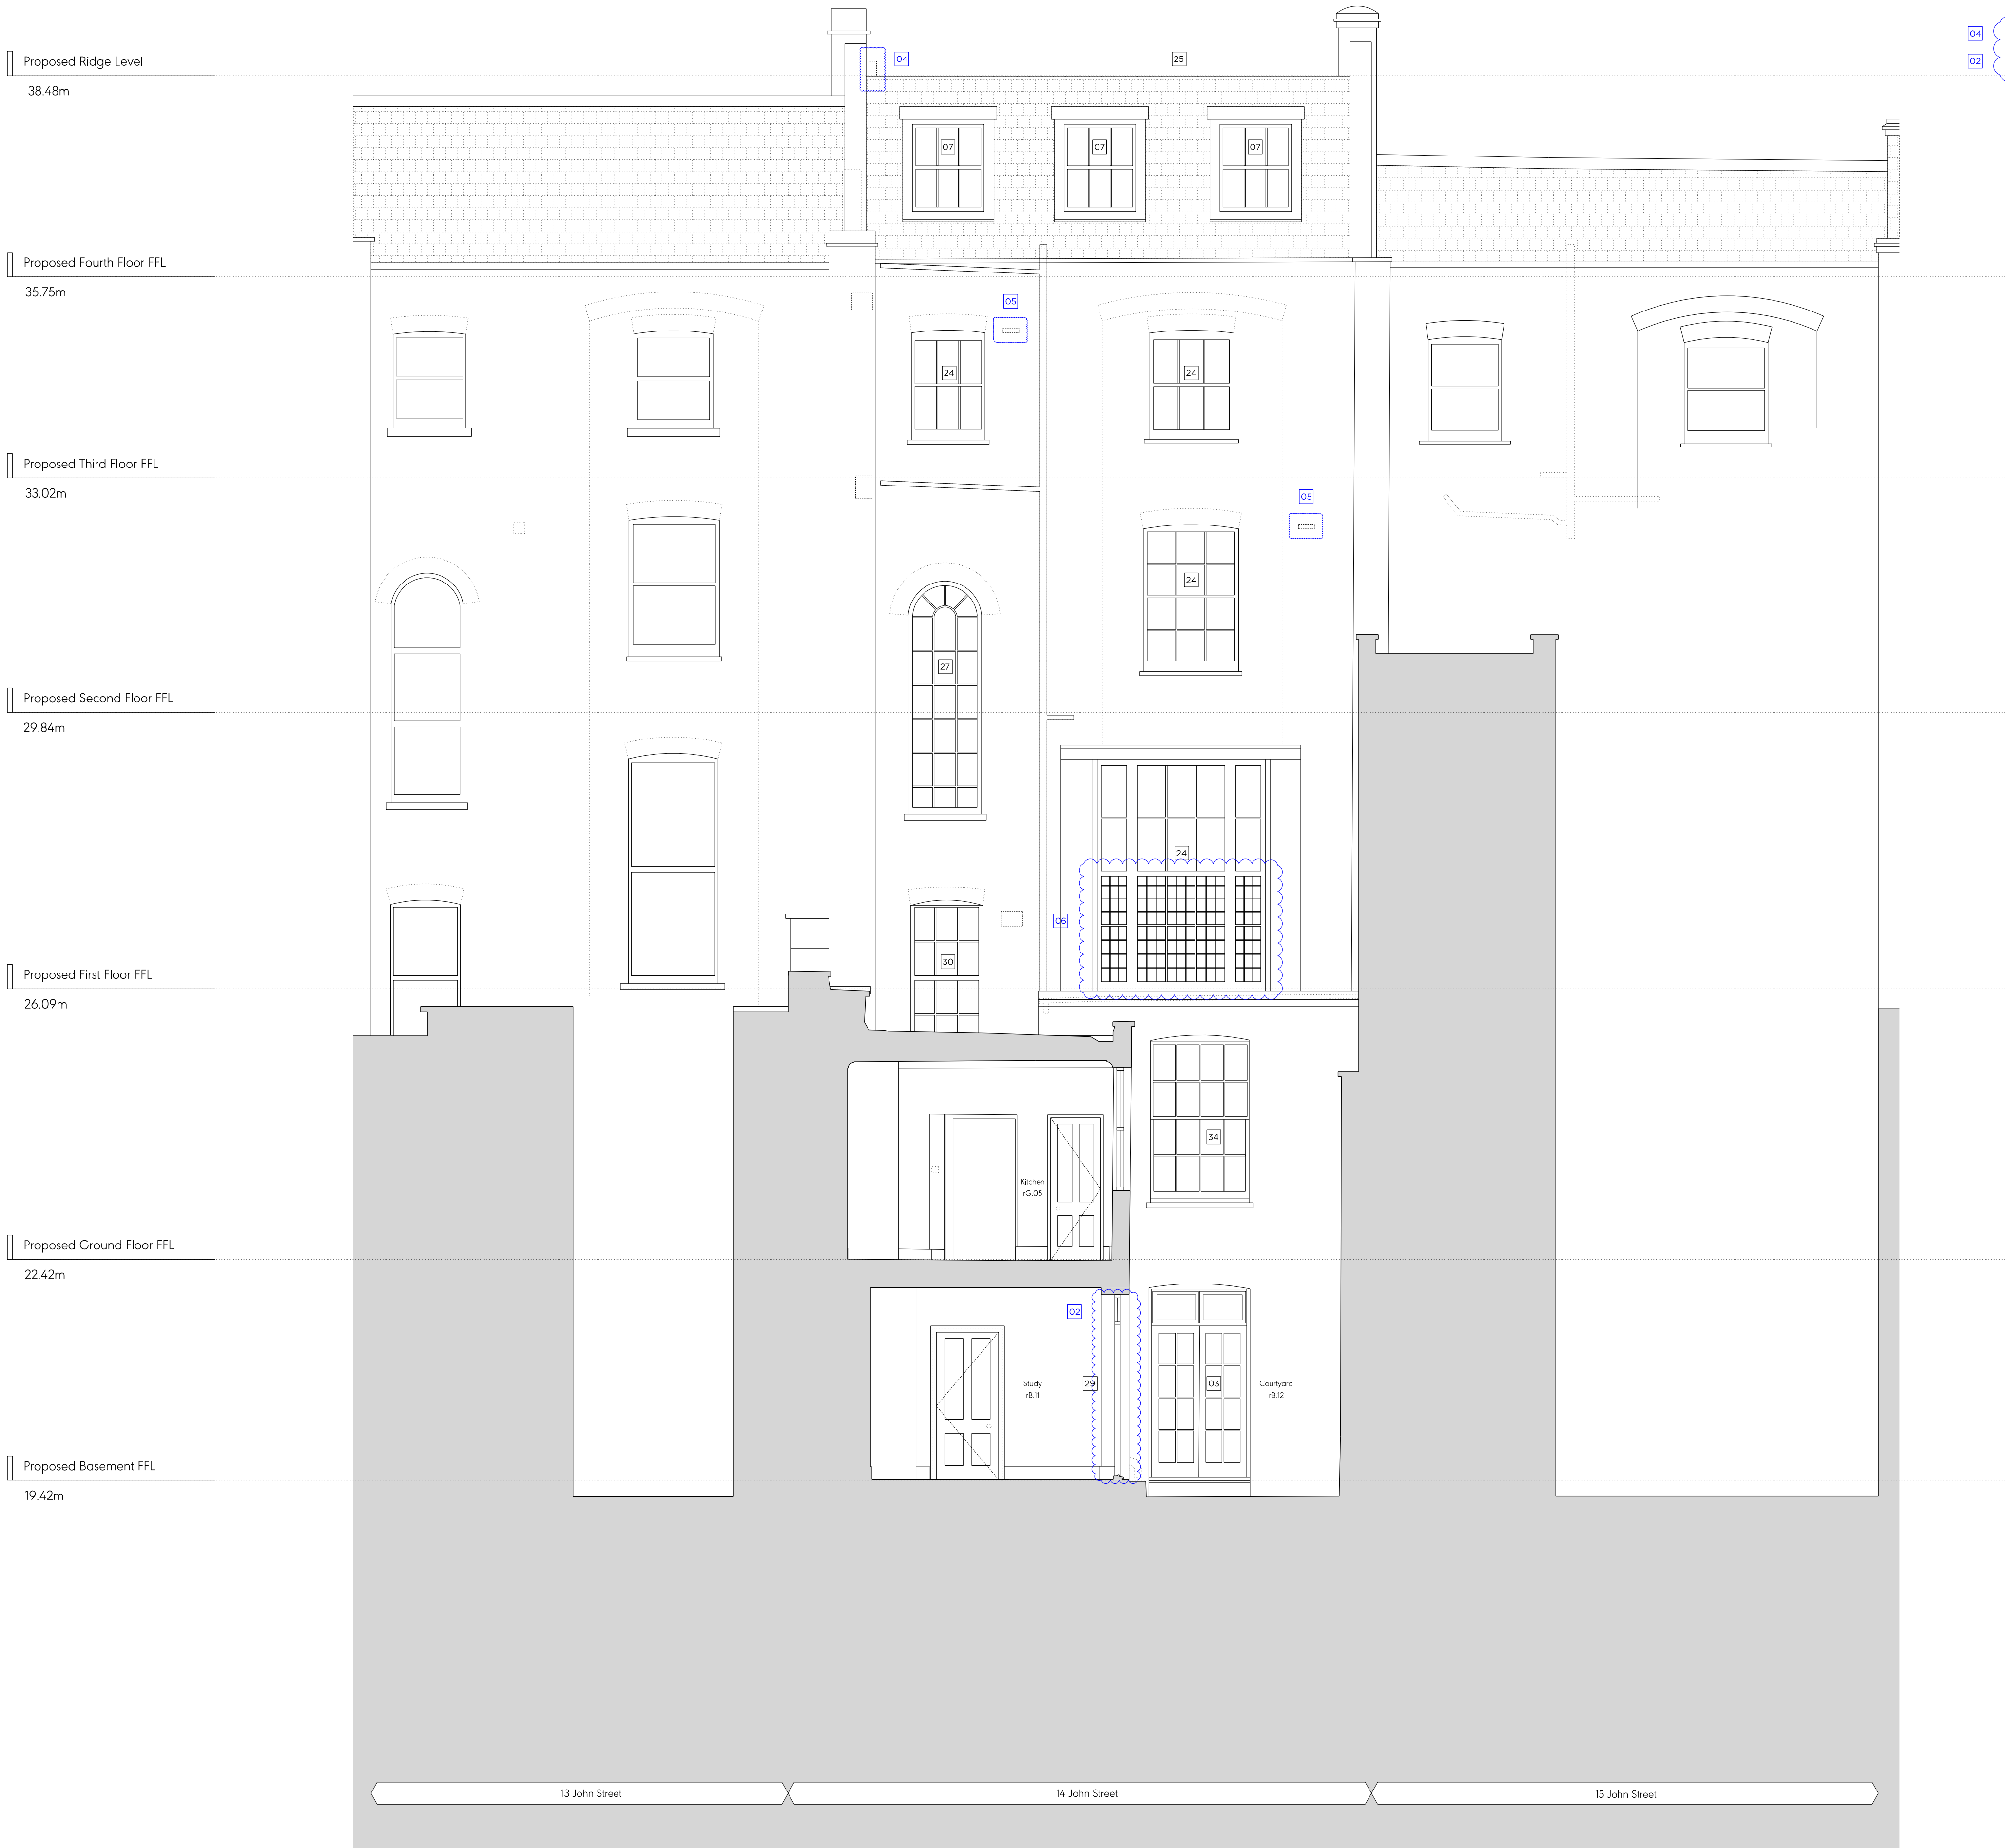 04
Proposed Ridge Level
04
25
02
38.48m
07
07
07
Proposed Fourth Floor FFL
35.75m
05
24
24
Proposed Third Floor FFL
33.02m
05
24
27
Proposed Second Floor FFL
29.84m
24
06
30
Proposed First Floor FFL
26.09m
34
Kitchen
rG.05
Proposed Ground Floor FFL
22.42m
02
Study
rB.11
29
03
Courtyard
rB.12
Proposed Basement FFL
19.42m
13 John Street
14 John Street
15 John Street